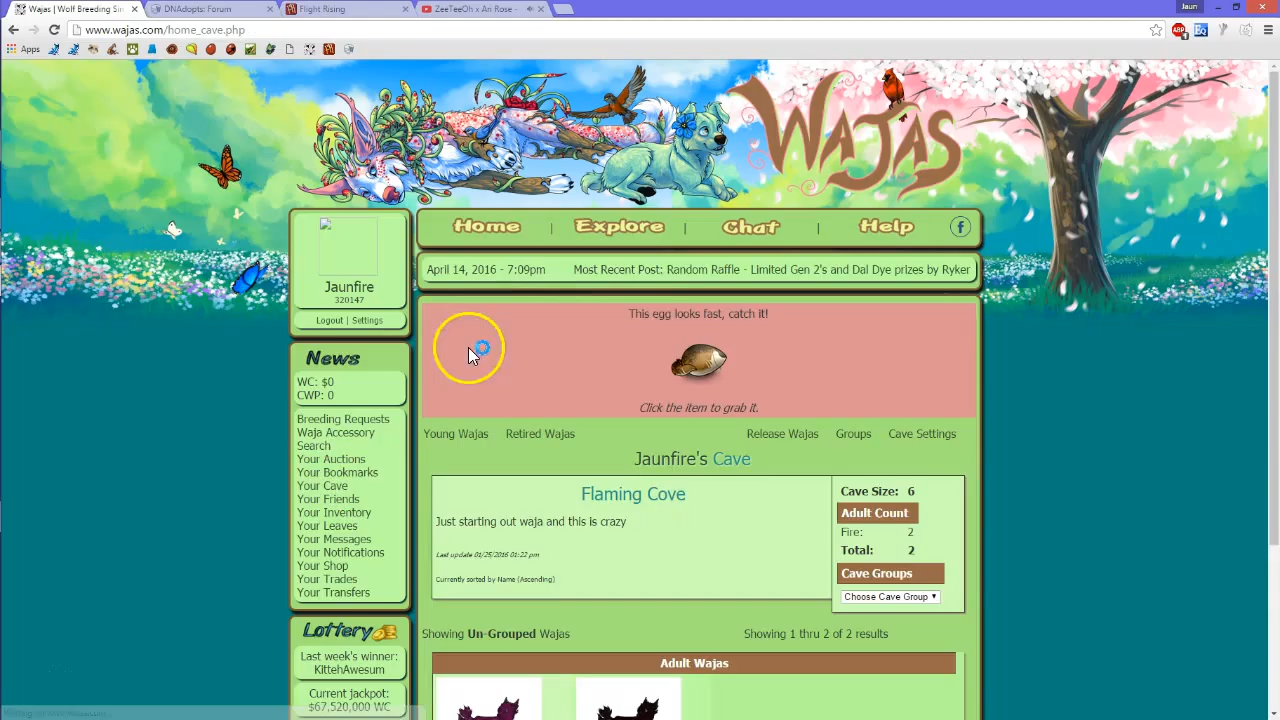 Wajas | Wolf Breeding Sin
DNAdopts: Forum
Flight Rising
ZeeTeeOh x Ari Rose -
Jaun
www.wajas.com/home_cave.php
ABP
1
EQ
Apps
WAJAS
Home | Explore | Chat | Help
f
April 14, 2016 - 7:09pm
Most Recent Post: Random Raffle - Limited Gen 2's and Dal Dye prizes by Ryker
Jaunfire
320147
Logout | Settings
News
WC: $0
CWP: 0
Breeding Requests
Waja Accessory
Search
Your Auctions
Your Bookmarks
Your Cave
Your Friends
Your Inventory
Your Leaves
Your Messages
Your Notifications
Your Shop
Your Trades
Your Transfers
Lottery
Last week's winner:
KittehAwesum
Current jackpot:
$67,520,000 WC
This egg looks fast, catch it!
Click the item to grab it.
Young Wajas
Retired Wajas
Release Wajas
Groups
Cave Settings
Jaunfire's Cave
Flaming Cove
Just starting out waja and this is crazy
Last update 01/25/2016 01:22 pm
Currently sorted by Name (Ascending)
Cave Size: 6
Adult Count
Fire: 2
Total: 2
Cave Groups
Choose Cave Group
Showing Un-Grouped Wajas
Showing 1 thru 2 of 2 results
Adult Wajas